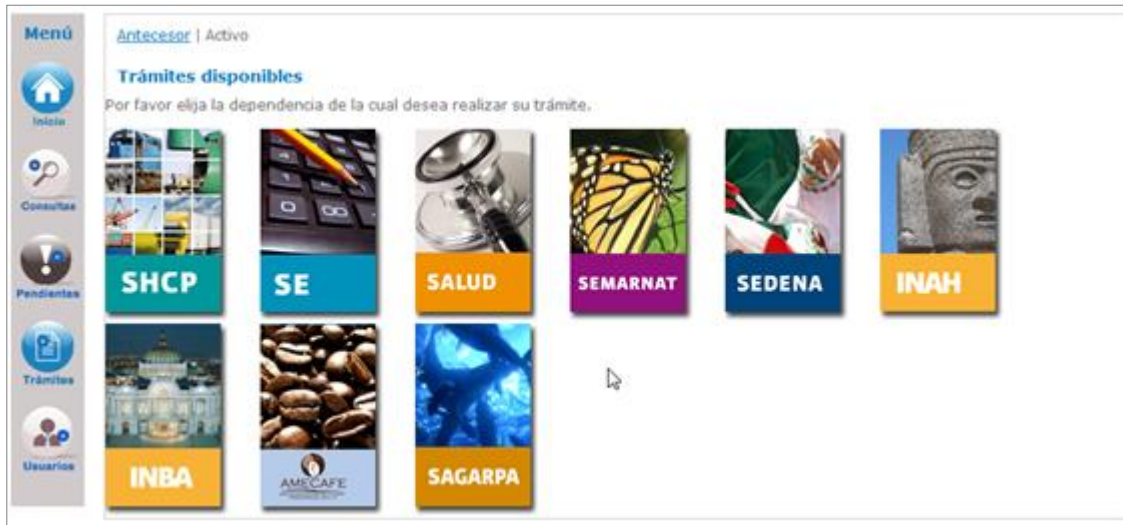 Menú
Inicio
Consultas
Pendientes
Trámites
Usuarios
Antecesor | Activo
Trámites disponibles
Por favor elija la dependencia de la cual desea realizar su trámite.
SHCP
SE
SALUD
SEMARNAT
SEDENA
INAH
INBA
AMECAFE
SAGARPA